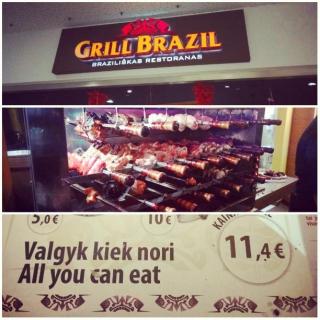 GRILL BRAZIL
BRAZILIŠKAS RESTORANAS
5,0€
10€
Valgyk kiek nori
All you can eat
11,4€